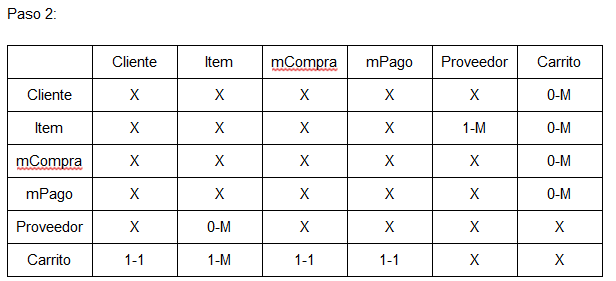 Paso 2:
Cliente Item mCompra mPago Proveedor Carrito
Cliente X X X X X 0-M
Item X X X X 1-M 0-M
mCompra X X X X X 0-M
mPago X X X X X 0-M
Proveedor X 0-M X X X X
Carrito 1-1 1-M 1-1 1-1 X X